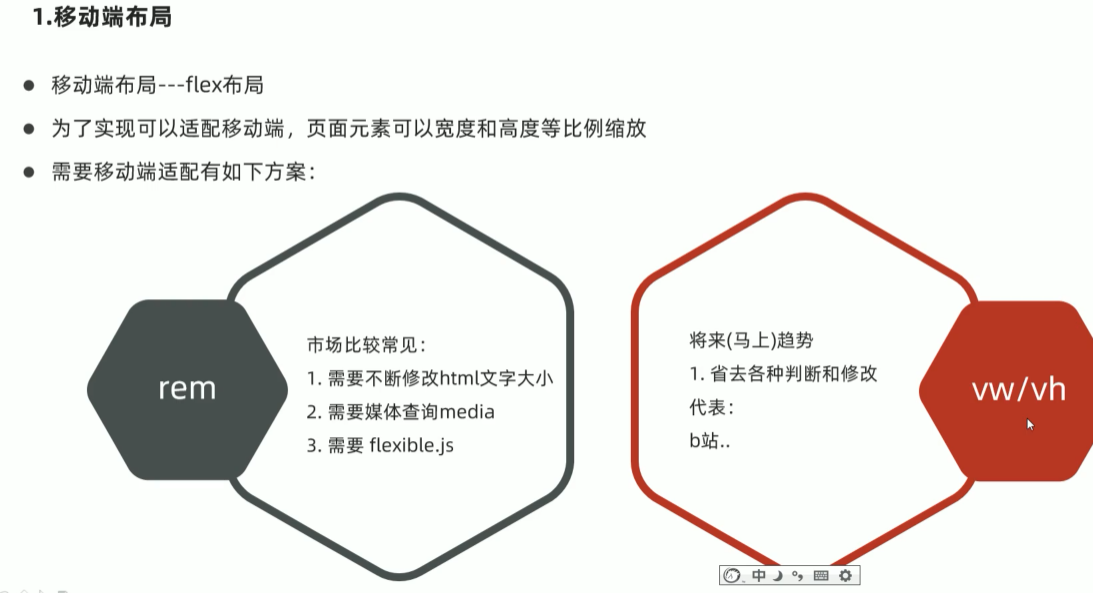 1.移动端布局
移动端布局---flex布局
为了实现可以适配移动端，页面元素可以宽度和高度等比例缩放
需要移动端适配有如下方案：
rem
市场比较常见：
1. 需要不断修改html文字大小
2. 需要媒体查询media
3. 需要 flexible.js
将来(马上)趋势
1. 省去各种判断和修改
代表：
b站..
vw/vh
中